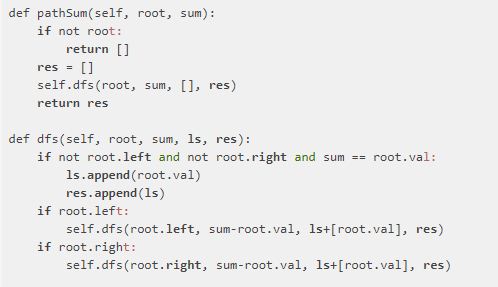 def pathSum(self, root, sum):
    if not root:
        return []
    res = []
    self.dfs(root, sum, [], res)
    return res

def dfs(self, root, sum, ls, res):
    if not root.left and not root.right and sum == root.val:
        ls.append(root.val)
        res.append(ls)
    if root.left:
        self.dfs(root.left, sum-root.val, ls+[root.val], res)
    if root.right:
        self.dfs(root.right, sum-root.val, ls+[root.val], res)